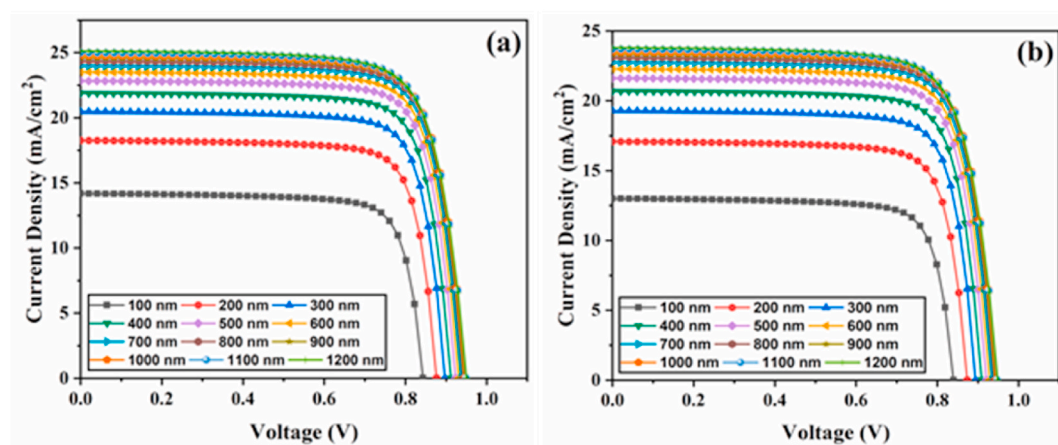 (a)
Current Density (mA/cm²)
25
20
15
10
5
0
100 nm 200 nm 300 nm
400 nm 500 nm 600 nm
700 nm 800 nm 900 nm
1000 nm 1100 nm 1200 nm
0.0 0.2 0.4 0.6 0.8 1.0
Voltage (V)
(b)
Current Density (mA/cm²)
25
20
15
10
5
0
100 nm 200 nm 300 nm
400 nm 500 nm 600 nm
700 nm 800 nm 900 nm
1000 nm 1100 nm 1200 nm
0.0 0.2 0.4 0.6 0.8 1.0
Voltage (V)